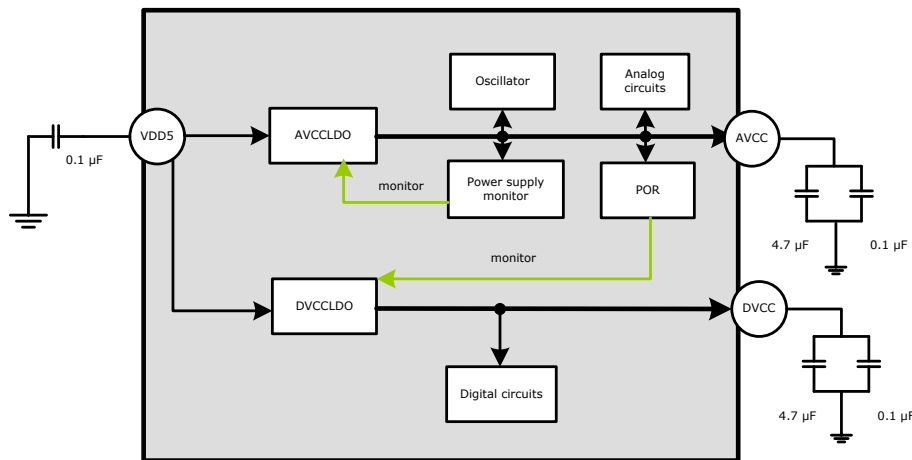 Oscillator
Analog
circuits
VDD5
AVCCLDO
AVCC
0.1 µF
monitor
Power supply
monitor
POR
4.7 µF
0.1 µF
monitor
DVCCLDO
DVCC
Digital circuits
4.7 µF
0.1 µF